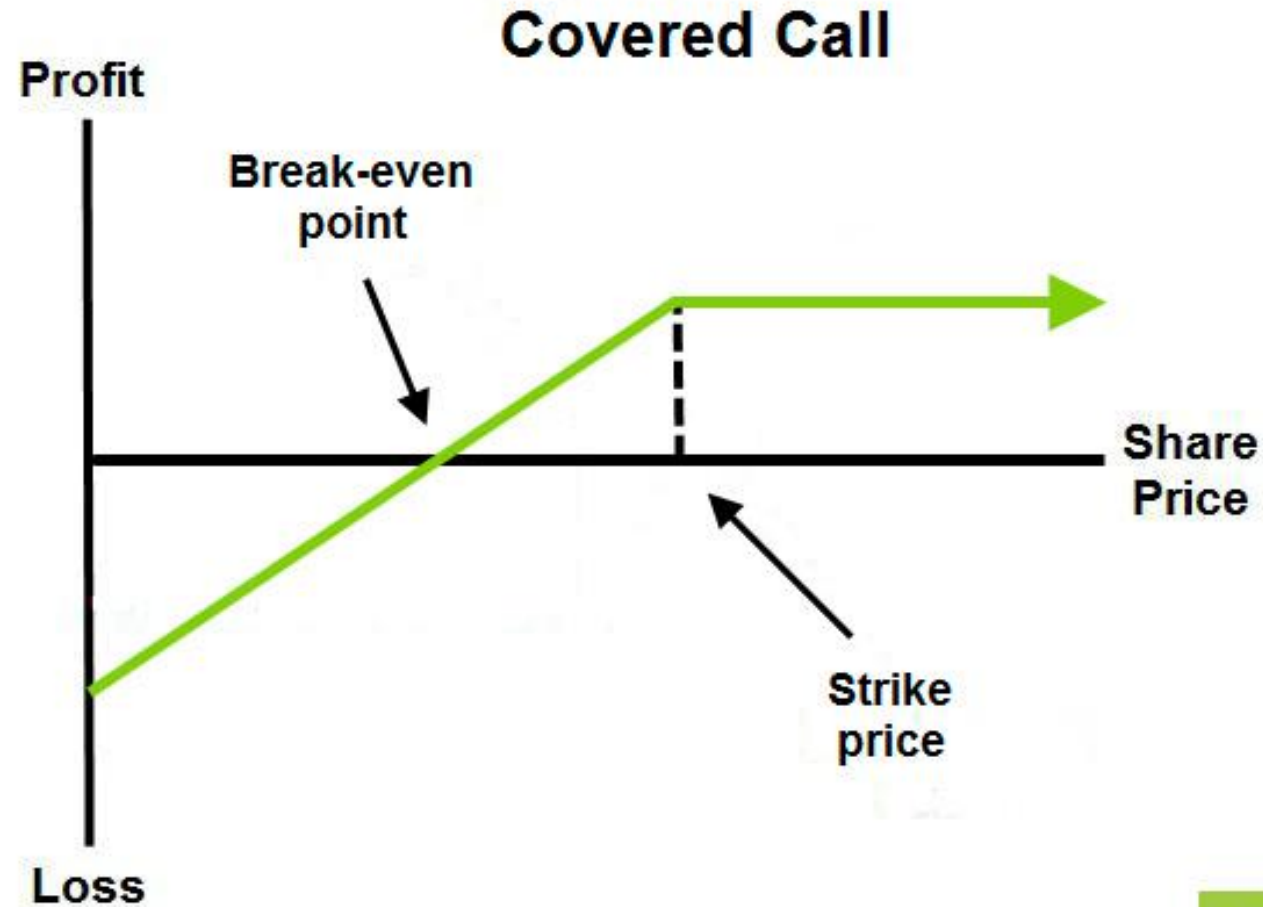 Covered Call
Profit
Break-even
point
Share
Price
Strike
price
Loss